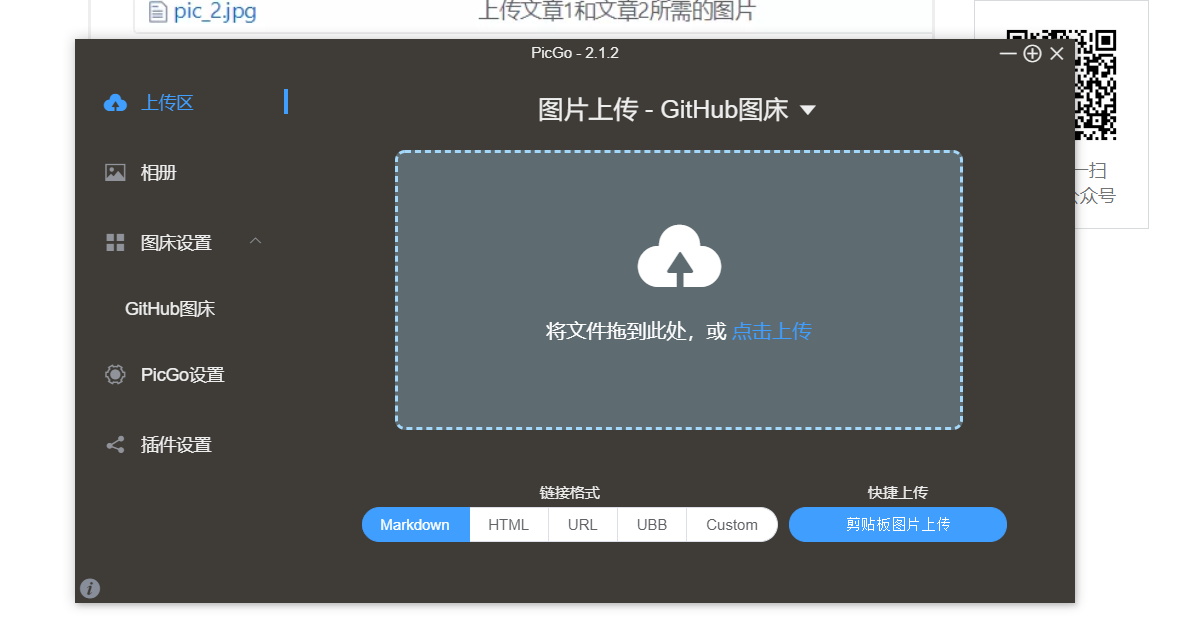 pic_2.jpg
上传文章1和文章2所需的图片
PicGo - 2.1.2
上传区
图片上传 - GitHub图床
相册
一扫
众号
图床设置
GitHub图床
将文件拖到此处，或 点击上传
PicGo设置
插件设置
链接格式
快捷上传
Markdown HTML URL UBB Custom
剪贴板图片上传
i